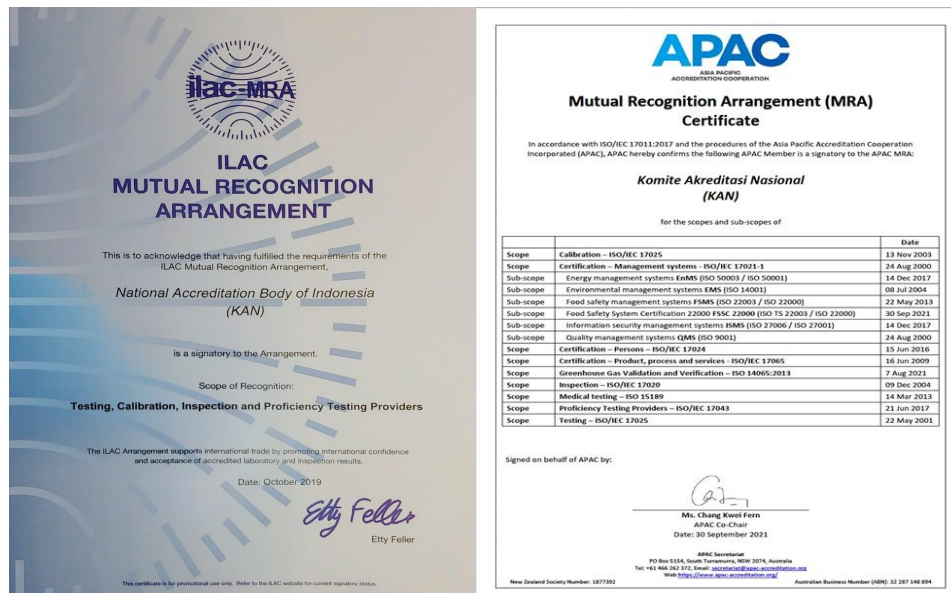 ilac-MRA
ILAC
MUTUAL RECOGNITION
ARRANGEMENT
This is to acknowledge that having fulfilled the requirements of the
ILAC Mutual Recognition Arrangement,
National Accreditation Body of Indonesia
(KAN)
is a signatory to the Arrangement.
Scope of Recognition:
Testing, Calibration, Inspection and Proficiency Testing Providers
The ILAC Arrangement supports international trade by promoting international confidence
and acceptance of accredited laboratory and inspection results.
Date: October 2019
Etty Feller
Etty Feller
This certificate is for promotional use only. Refer to the ILAC website for current signatory status.
APAC
ASIA PACIFIC
ACCREDITATION COOPERATION
Mutual Recognition Arrangement (MRA)
Certificate
In accordance with ISO/IEC 17011:2017 and the procedures of the Asia Pacific Accreditation Cooperation
Incorporated (APAC), APAC hereby confirms the following APAC Member is a signatory to the APAC MRA:
Komite Akreditasi Nasional
(KAN)
for the scopes and sub-scopes of
Date
Scope Calibration – ISO/IEC 17025 13 Nov 2003
Scope Certification – Management systems - ISO/IEC 17021-1 24 Aug 2000
Sub-scope Energy management systems EnMS (ISO 50003 / ISO 50001) 14 Dec 2017
Sub-scope Environmental management systems EMS (ISO 14001) 08 Jul 2004
Sub-scope Food safety management systems FSMS (ISO 22003 / ISO 22000) 22 May 2013
Sub-scope Food Safety System Certification 22000 FSSC 22000 (ISO TS 22003 / ISO 22000) 30 Sep 2021
Sub-scope Information security management systems ISMS (ISO 27006 / ISO 27001) 14 Dec 2017
Sub-scope Quality management systems QMS (ISO 9001) 24 Aug 2000
Scope Certification – Persons – ISO/IEC 17024 15 Jun 2016
Scope Certification – Product, process and services - ISO/IEC 17065 16 Jun 2009
Scope Greenhouse Gas Validation and Verification – ISO 14065:2013 7 Aug 2021
Scope Inspection – ISO/IEC 17020 09 Dec 2004
Scope Medical testing – ISO 15189 14 Mar 2013
Scope Proficiency Testing Providers – ISO/IEC 17043 21 Jun 2017
Scope Testing – ISO/IEC 17025 22 May 2001
Signed on behalf of APAC by:
Ms. Chang Kwei Fern
APAC Co-Chair
Date: 30 September 2021
APAC Secretariat
PO Box 5154, South Turramurra, NSW 2074, Australia
Tel: +61 466 262 372, Email: secretariat@apac-accreditation.org
Web:https://www.apac-accreditation.org/
New Zealand Society Number: 1877392 Australian Business Number (ABN): 32 287 148 894